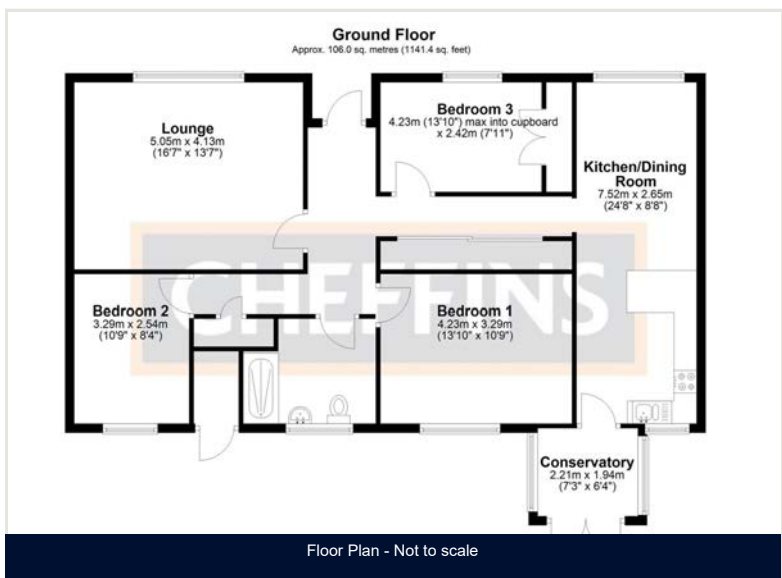 Ground Floor
Approx. 106.0 sq. metres (1141.4 sq. feet)
Lounge
5.05m x 4.13m
(16'7" x 13'7")
Bedroom 3
4.23m (13'10") max into cupboard
x 2.42m (7'11")
Kitchen/Dining
Room
7.52m x 2.65m
(24'8" x 8'8")
CHEFFINS
Bedroom 2
3.29m x 2.54m
(10'9" x 8'4")
Bedroom 1
4.23m x 3.29m
(13'10" x 10'9")
Conservatory
2.21m x 1.94m
(7'3" x 6'4")
Floor Plan - Not to scale